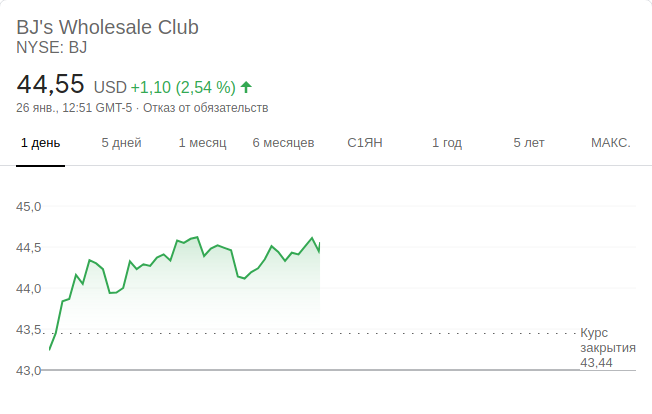 BJ's Wholesale Club
NYSE: BJ
44,55 USD +1,10 (2,54 %)
26 янв., 12:51 GMT-5 · Отказ от обязательств
1 день 5 дней 1 месяц 6 месяцев С1ЯН 1 год 5 лет МАКС.
45,0
44,5
44,0
43,5
43,0
Курс
закрытия
43,44